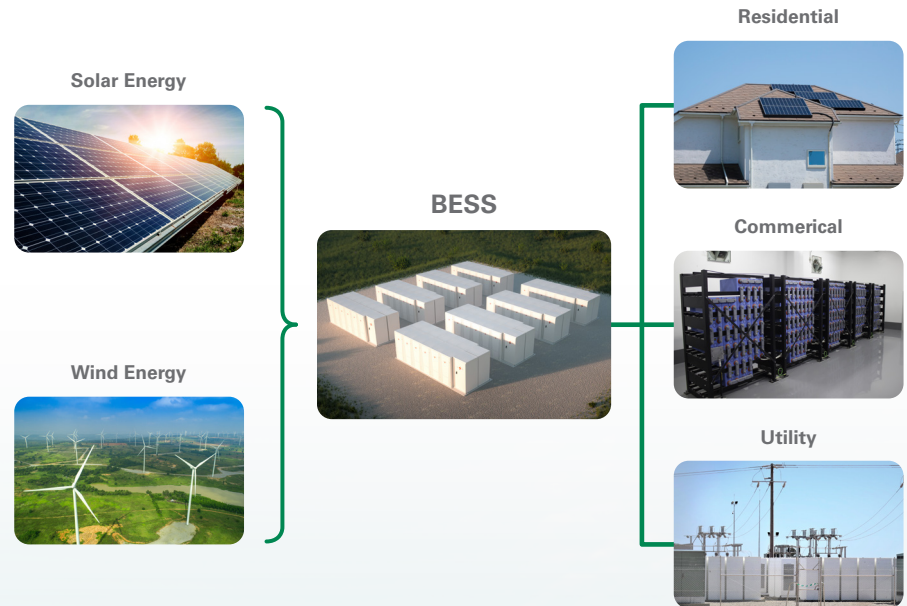 Residential
Solar Energy
BESS
Commerical
Wind Energy
Utility